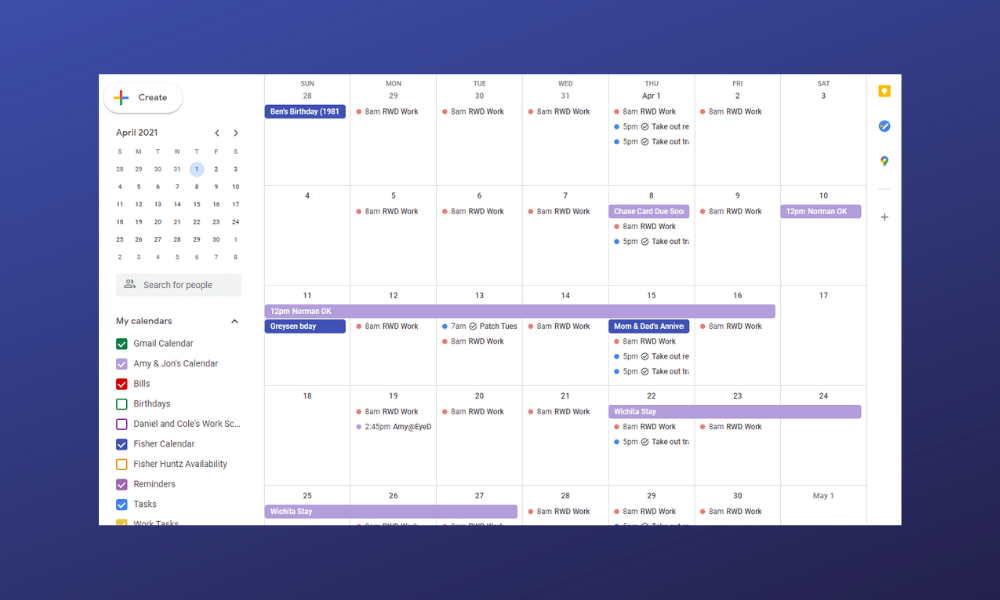 Create
April 2021
S M T W T F S
28 29 30 31 1 2 3
4 5 6 7 8 9 10
11 12 13 14 15 16 17
18 19 20 21 22 23 24
25 26 27 28 29 30 1
2 3 4 5 6 7 8
Search for people
My calendars
Gmail Calendar
Amy & Jon's Calendar
Bills
Birthdays
Daniel and Cole's Work Sc...
Fisher Calendar
Fisher Huntz Availability
Reminders
Tasks
Work Tasks
SUN MON TUE WED THU FRI SAT
28 29 30 31 Apr 1 2 3
Ben's Birthday (1981 8am RWD Work 8am RWD Work 8am RWD Work 8am RWD Work 8am RWD Work
5pm Take out re
5pm Take out tra
4 5 6 7 8 9 10
8am RWD Work 8am RWD Work 8am RWD Work Chase Card Due Soon 8am RWD Work 12pm Norman OK
8am RWD Work
5pm Take out tra
11 12 13 14 15 16 17
12pm Norman OK
Greysen bday 8am RWD Work 7am Patch Tues 8am RWD Work Mom & Dad's Annive 8am RWD Work
8am RWD Work 8am RWD Work
5pm Take out re
5pm Take out tra
18 19 20 21 22 23 24
8am RWD Work 8am RWD Work 8am RWD Work Wichita Stay
2:45pm Amy@EyeD 8am RWD Work 8am RWD Work
5pm Take out tra
25 26 27 28 29 30 May 1
Wichita Stay 8am RWD Work 8am RWD Work 8am RWD Work
8am RWD Work 8am RWD Work 5pm Take out re